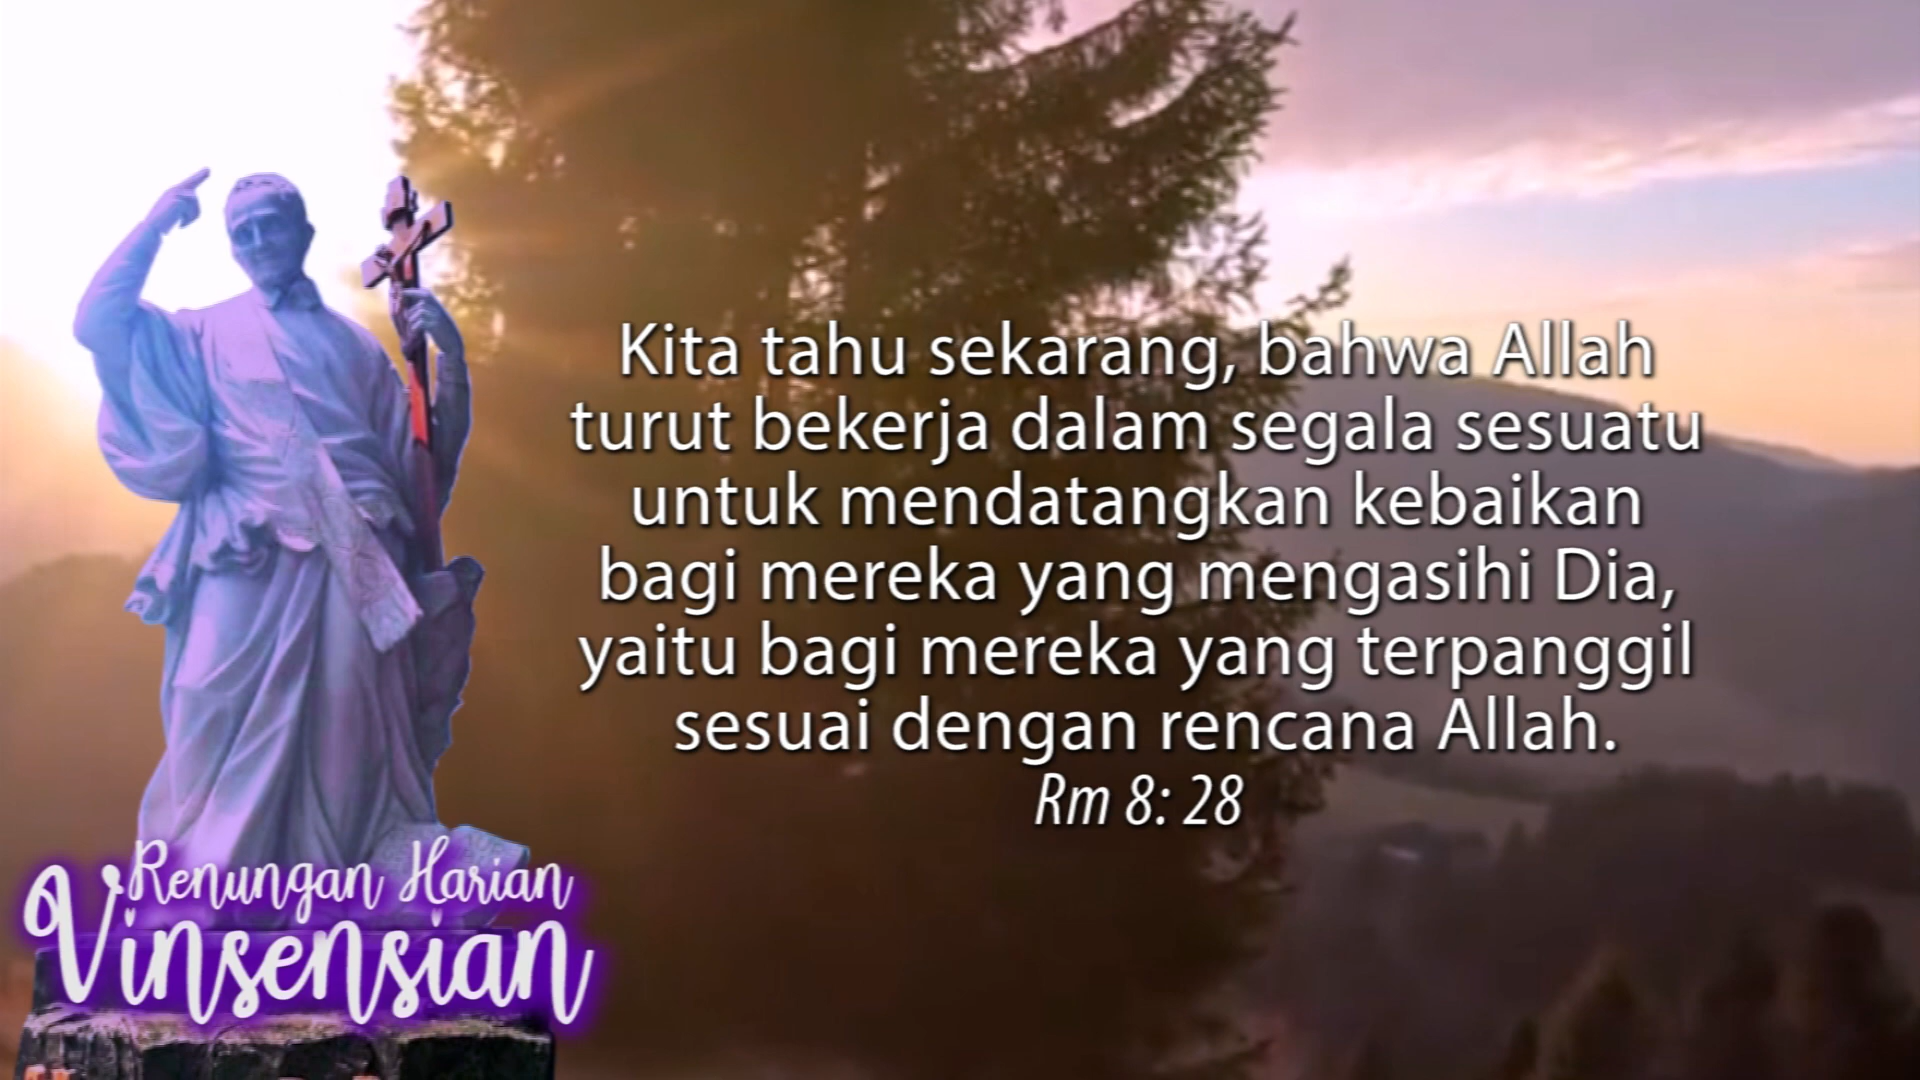 Kita tahu sekarang, bahwa Allah
turut bekerja dalam segala sesuatu
untuk mendatangkan kebaikan
bagi mereka yang mengasihi Dia,
yaitu bagi mereka yang terpanggil
sesuai dengan rencana Allah.
Rm 8: 28
Renungan Harian
Vinsensian